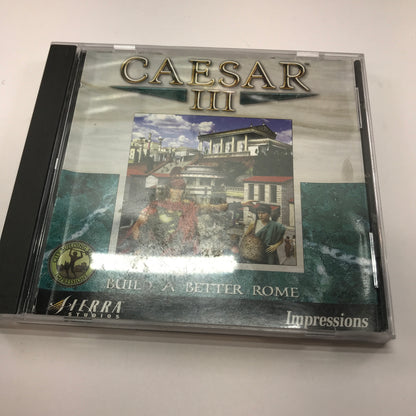 CAESAR
III
BUILD A BETTER ROME
SIERRA
STUDIOS
Impressions